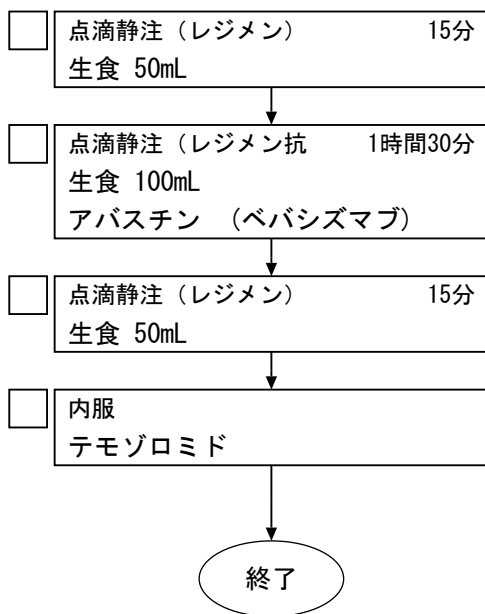 点滴静注（レジメン） 15分
生食 50mL
点滴静注（レジメン抗 1時間30分
生食 100mL
アバスチン （ベバシズマブ）
点滴静注（レジメン） 15分
生食 50mL
内服
テモゾロミド
終了